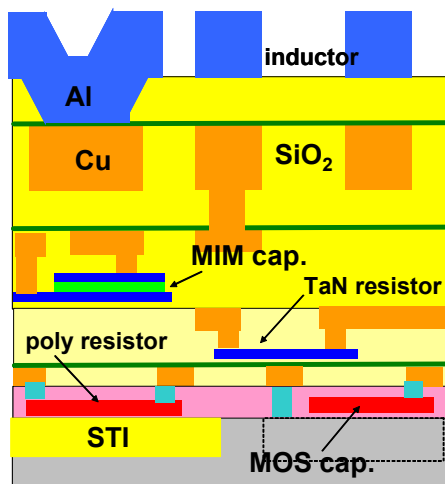 inductor
Al
Cu
SiO₂
MIM cap.
TaN resistor
poly resistor
STI
MOS cap.